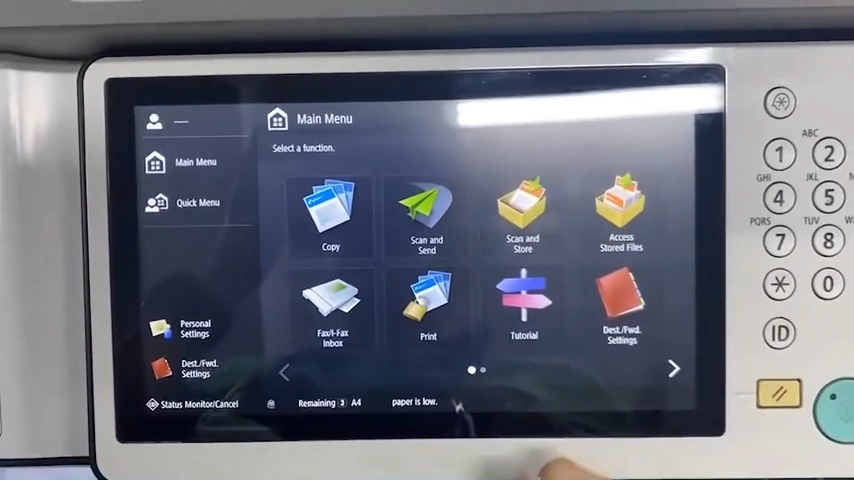 -----
Main Menu
Select a function.
Main Menu
Quick Menu
Copy
Scan and
Send
Scan and
Store
Access
Stored Files
Fax/I-Fax
Inbox
Print
Tutorial
Dest./Fwd.
Settings
Personal
Settings
Dest./Fwd.
Settings
Status Monitor/Cancel
Remaining 3 A4 paper is low.
ABC
1 2
GHI JKL
4 5
PQRS TUV
7 8
* 0
ID